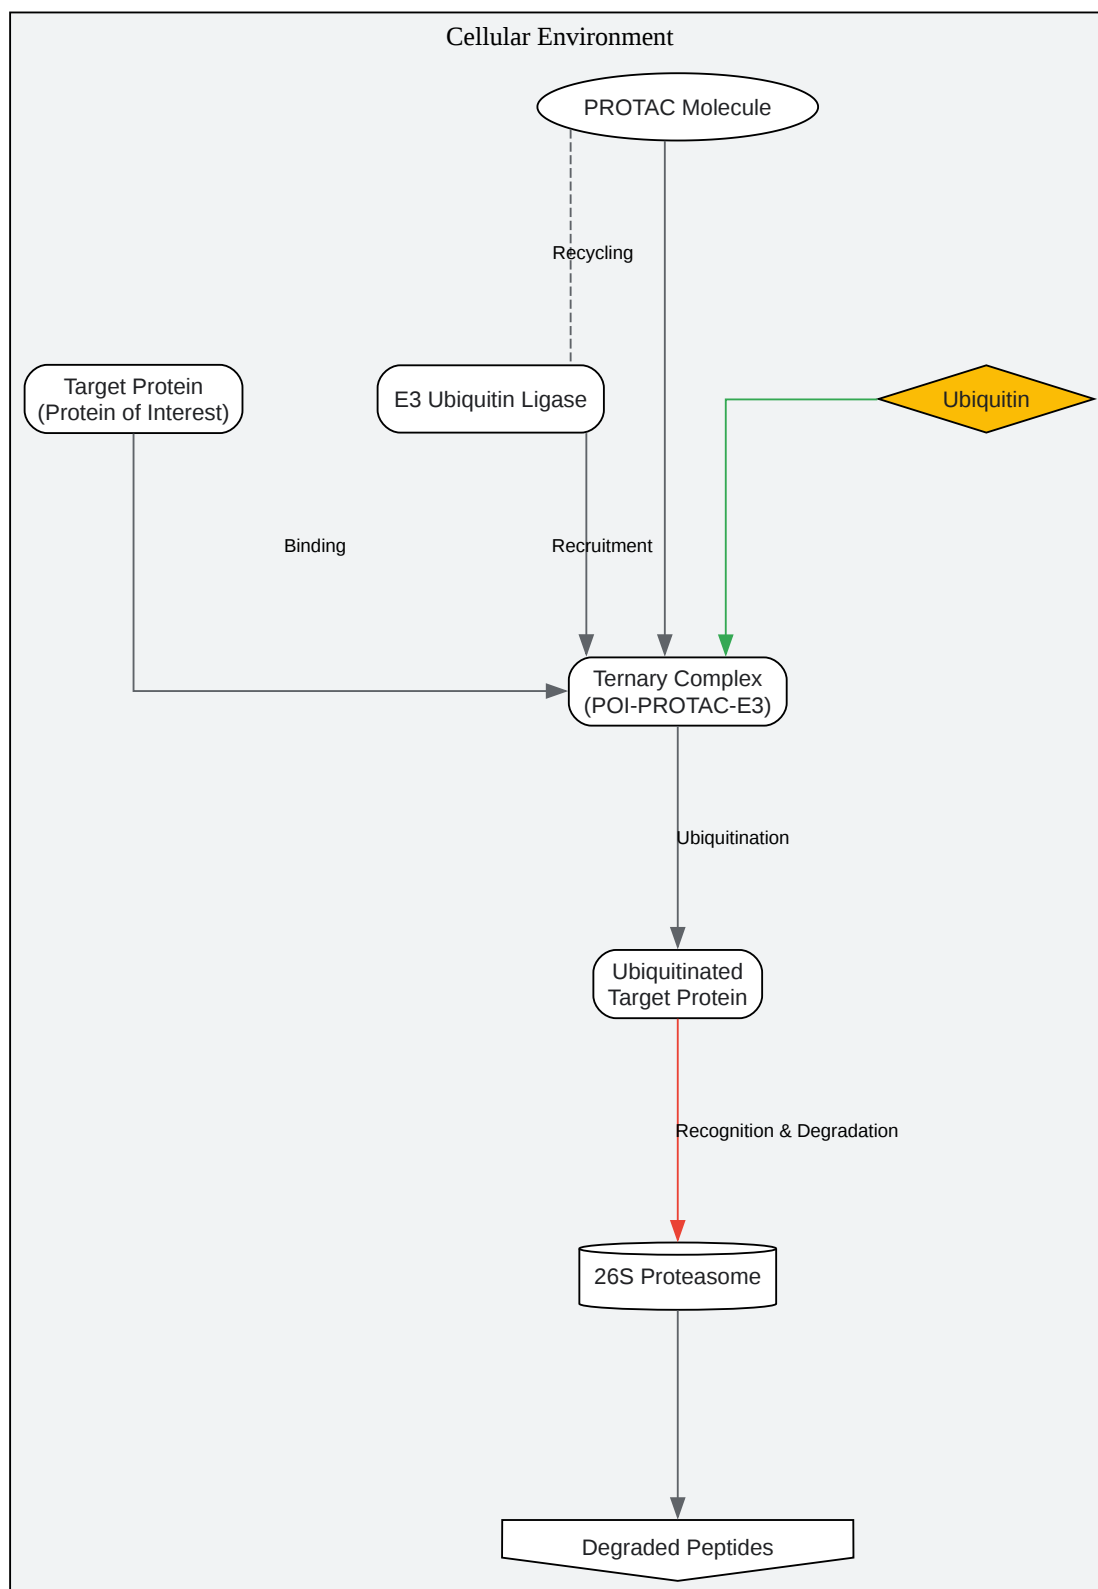 Cellular Environment
PROTAC Molecule
Recycling
Target Protein
(Protein of Interest)
E3 Ubiquitin Ligase
Ubiquitin
Binding
Recruitment
Ternary Complex
(POI-PROTAC-E3)
Ubiquitination
Ubiquitinated
Target Protein
Recognition & Degradation
26S Proteasome
Degraded Peptides